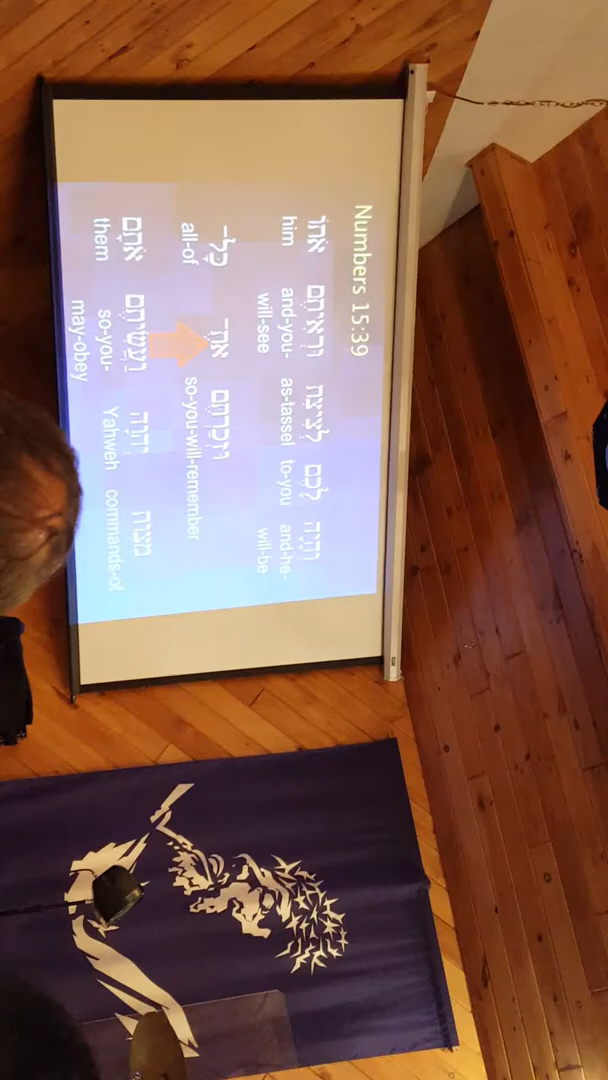 Numbers 15:39
וְהָיָה לָכֶם לְצִיצִת וּרְאִיתֶם אֹתוֹ
him and-you- as-tassel to-you and-he-
will-see will-be
וּזְכַרְתֶּם אֶת־ כָּל־
all-of so-you-will-remember
מִצְוֹת יְהוָה וַעֲשִׂיתֶם אֹתָם
them so-you- Yahweh commands-of
may-obey